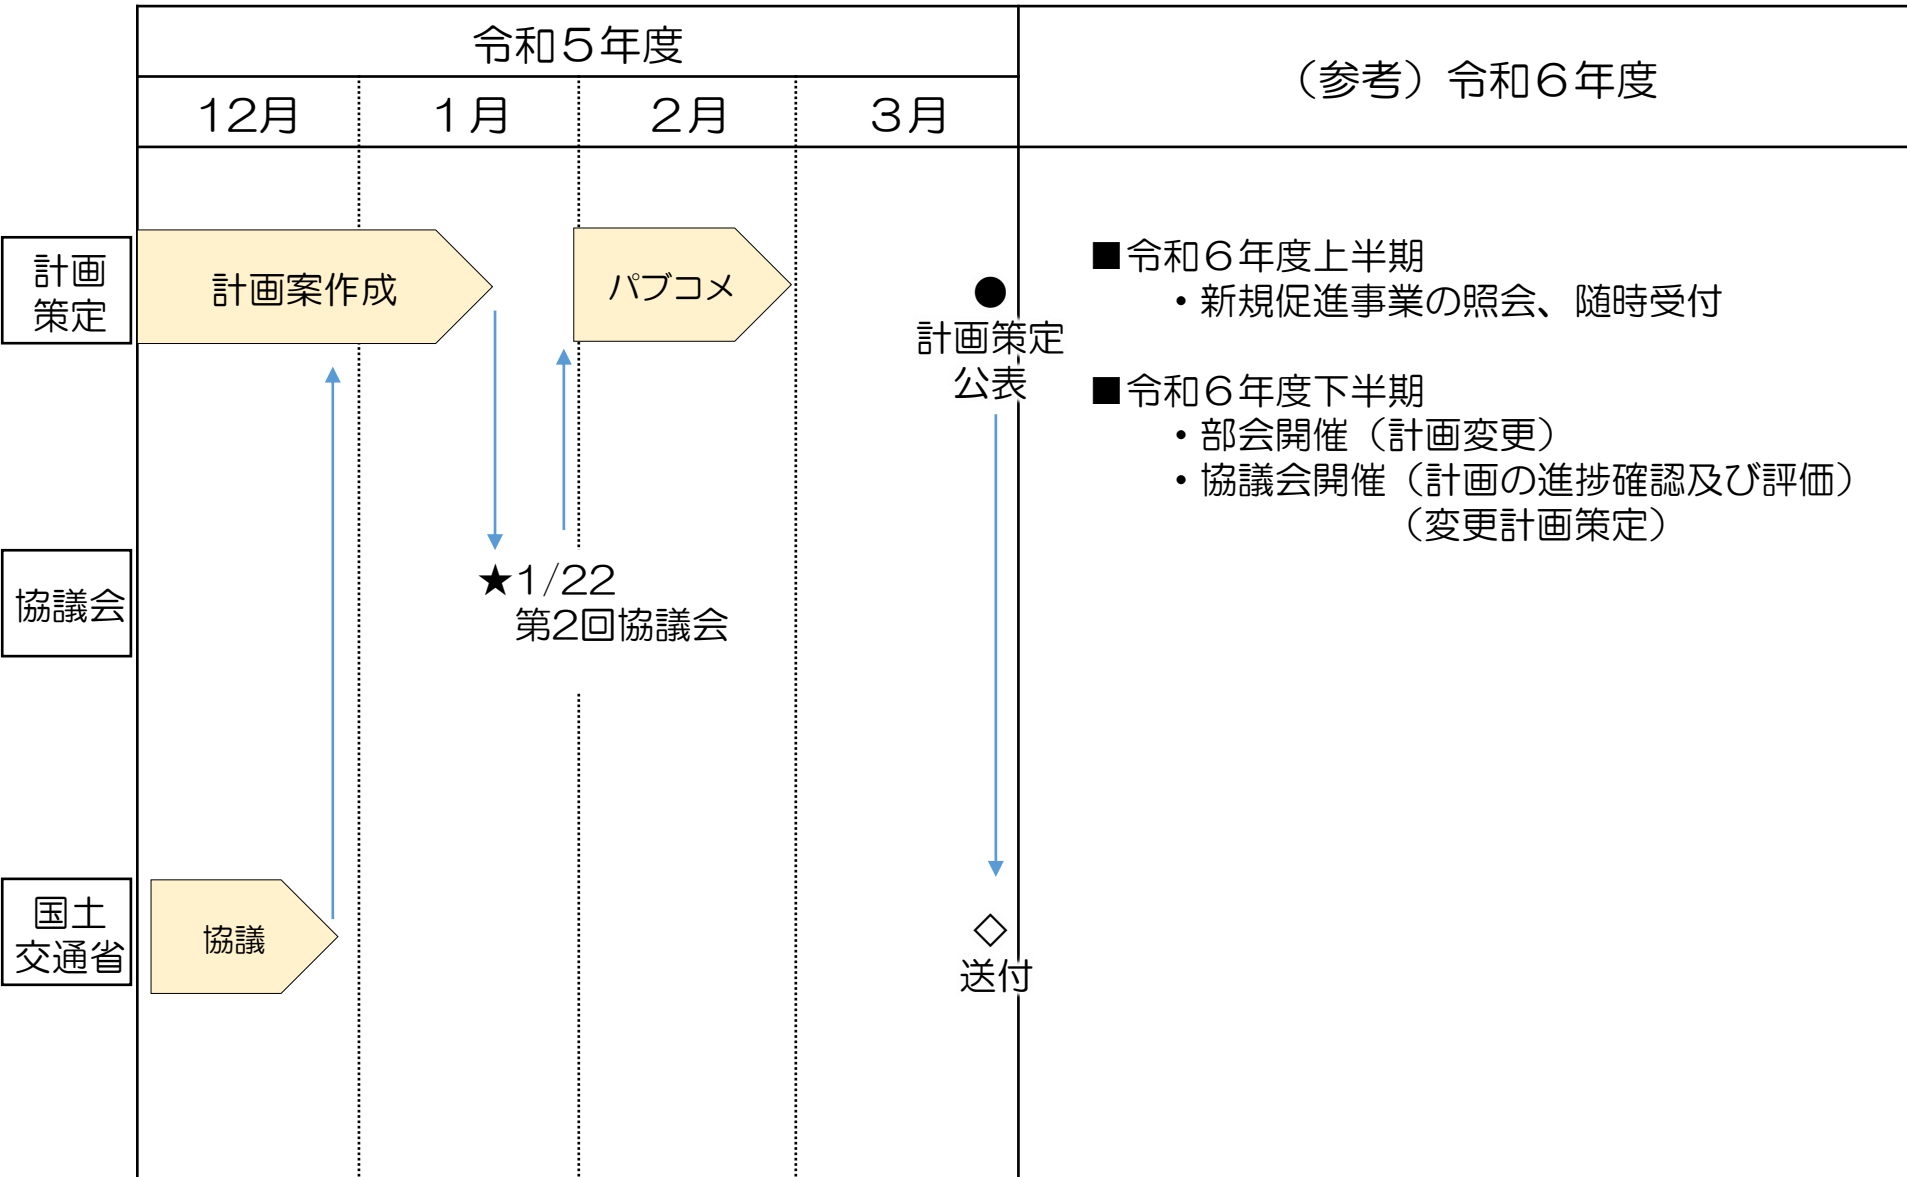 令和５年度
（参考）令和６年度
12月
１月
２月
３月
計画
策定
計画案作成
パブコメ
●
計画策定
公表
■令和６年度上半期
・新規促進事業の照会、随時受付
■令和６年度下半期
・部会開催（計画変更）
・協議会開催（計画の進捗確認及び評価）
（変更計画策定）
協議会
★1/22
第2回協議会
国土
交通省
協議
◇
送付